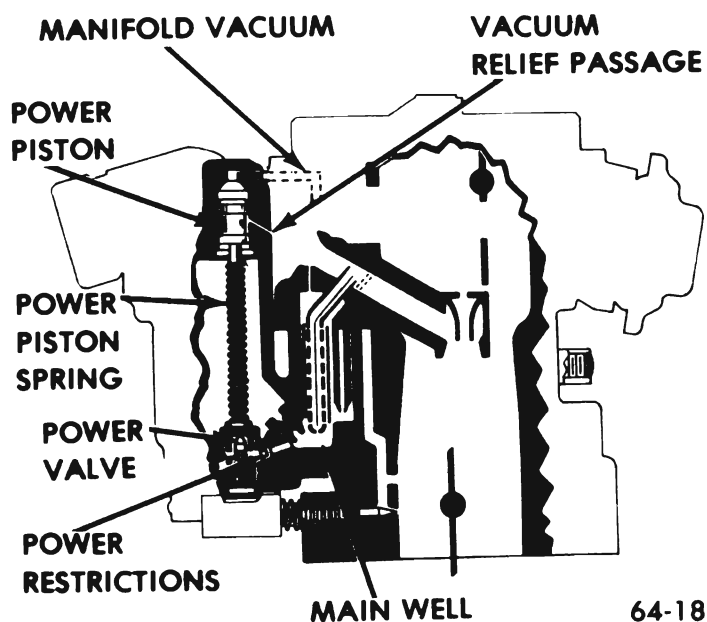 MANIFOLD VACUUM
VACUUM
RELIEF PASSAGE
POWER
PISTON
POWER
PISTON
SPRING
POWER
VALVE
POWER
RESTRICTIONS
MAIN WELL
64-18